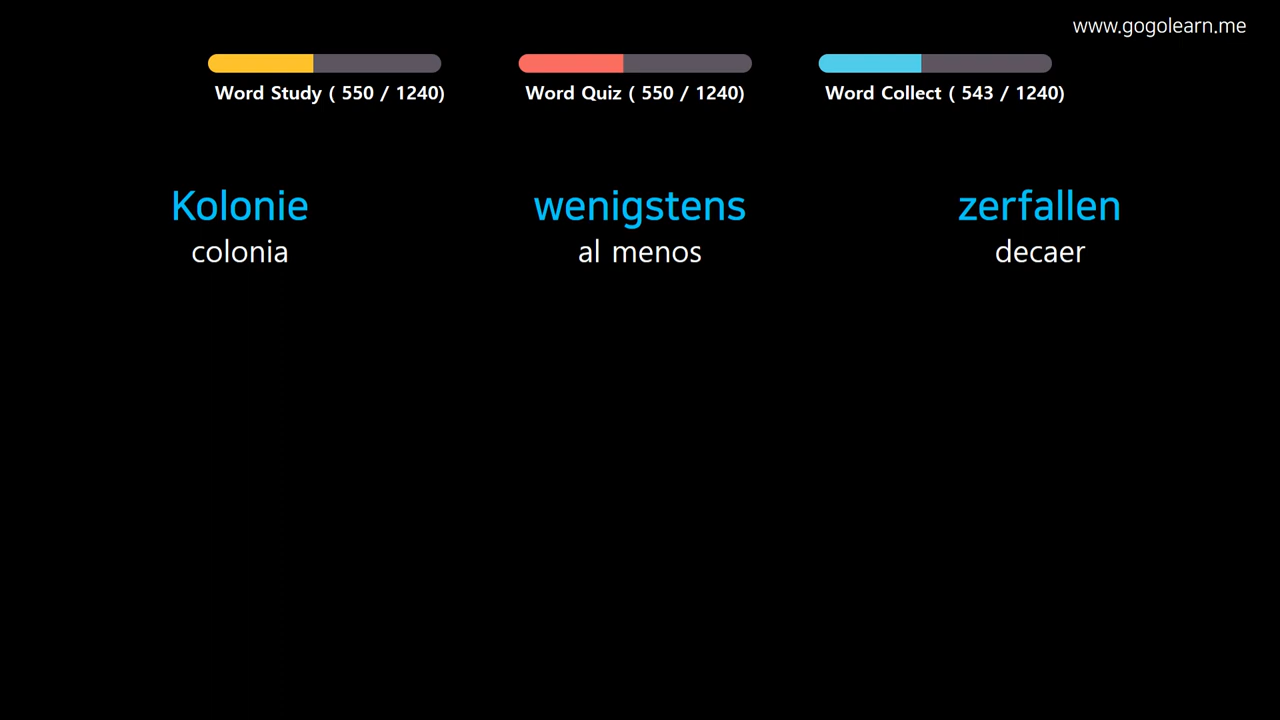 www.gogolearn.me
Word Study ( 550 / 1240)
Word Quiz ( 550 / 1240)
Word Collect ( 543 / 1240)
Kolonie
colonia
wenigstens
al menos
zerfallen
decaer